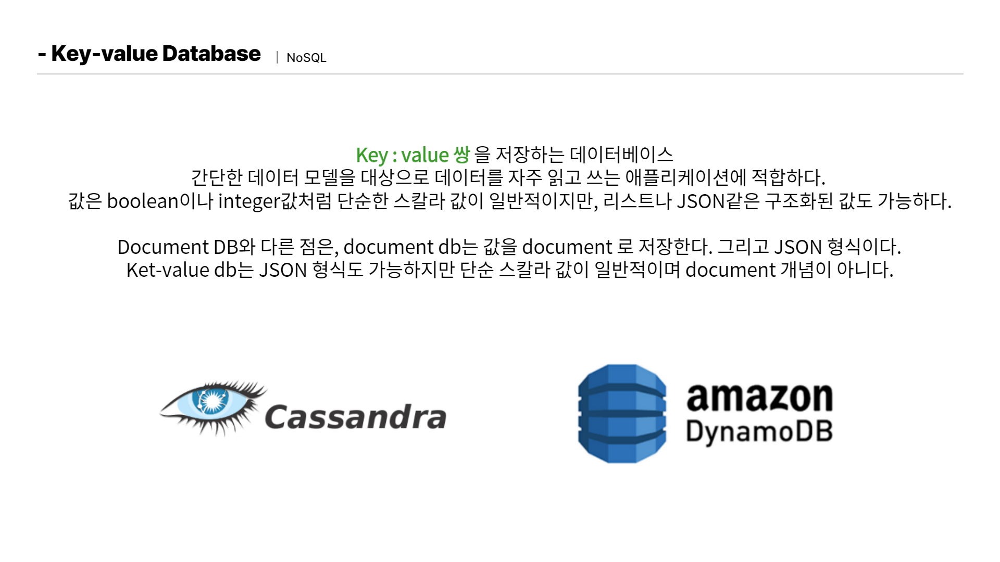 - Key-value Database | NoSQL
Key : value 쌍 을 저장하는 데이터베이스
간단한 데이터 모델을 대상으로 데이터를 자주 읽고 쓰는 애플리케이션에 적합하다.
값은 boolean이나 integer값처럼 단순한 스칼라 값이 일반적이지만, 리스트나 JSON같은 구조화된 값도 가능하다.
Document DB와 다른 점은, document db는 값을 document 로 저장한다. 그리고 JSON 형식이다.
Ket-value db는 JSON 형식도 가능하지만 단순 스칼라 값이 일반적이며 document 개념이 아니다.
Cassandra
amazon
DynamoDB